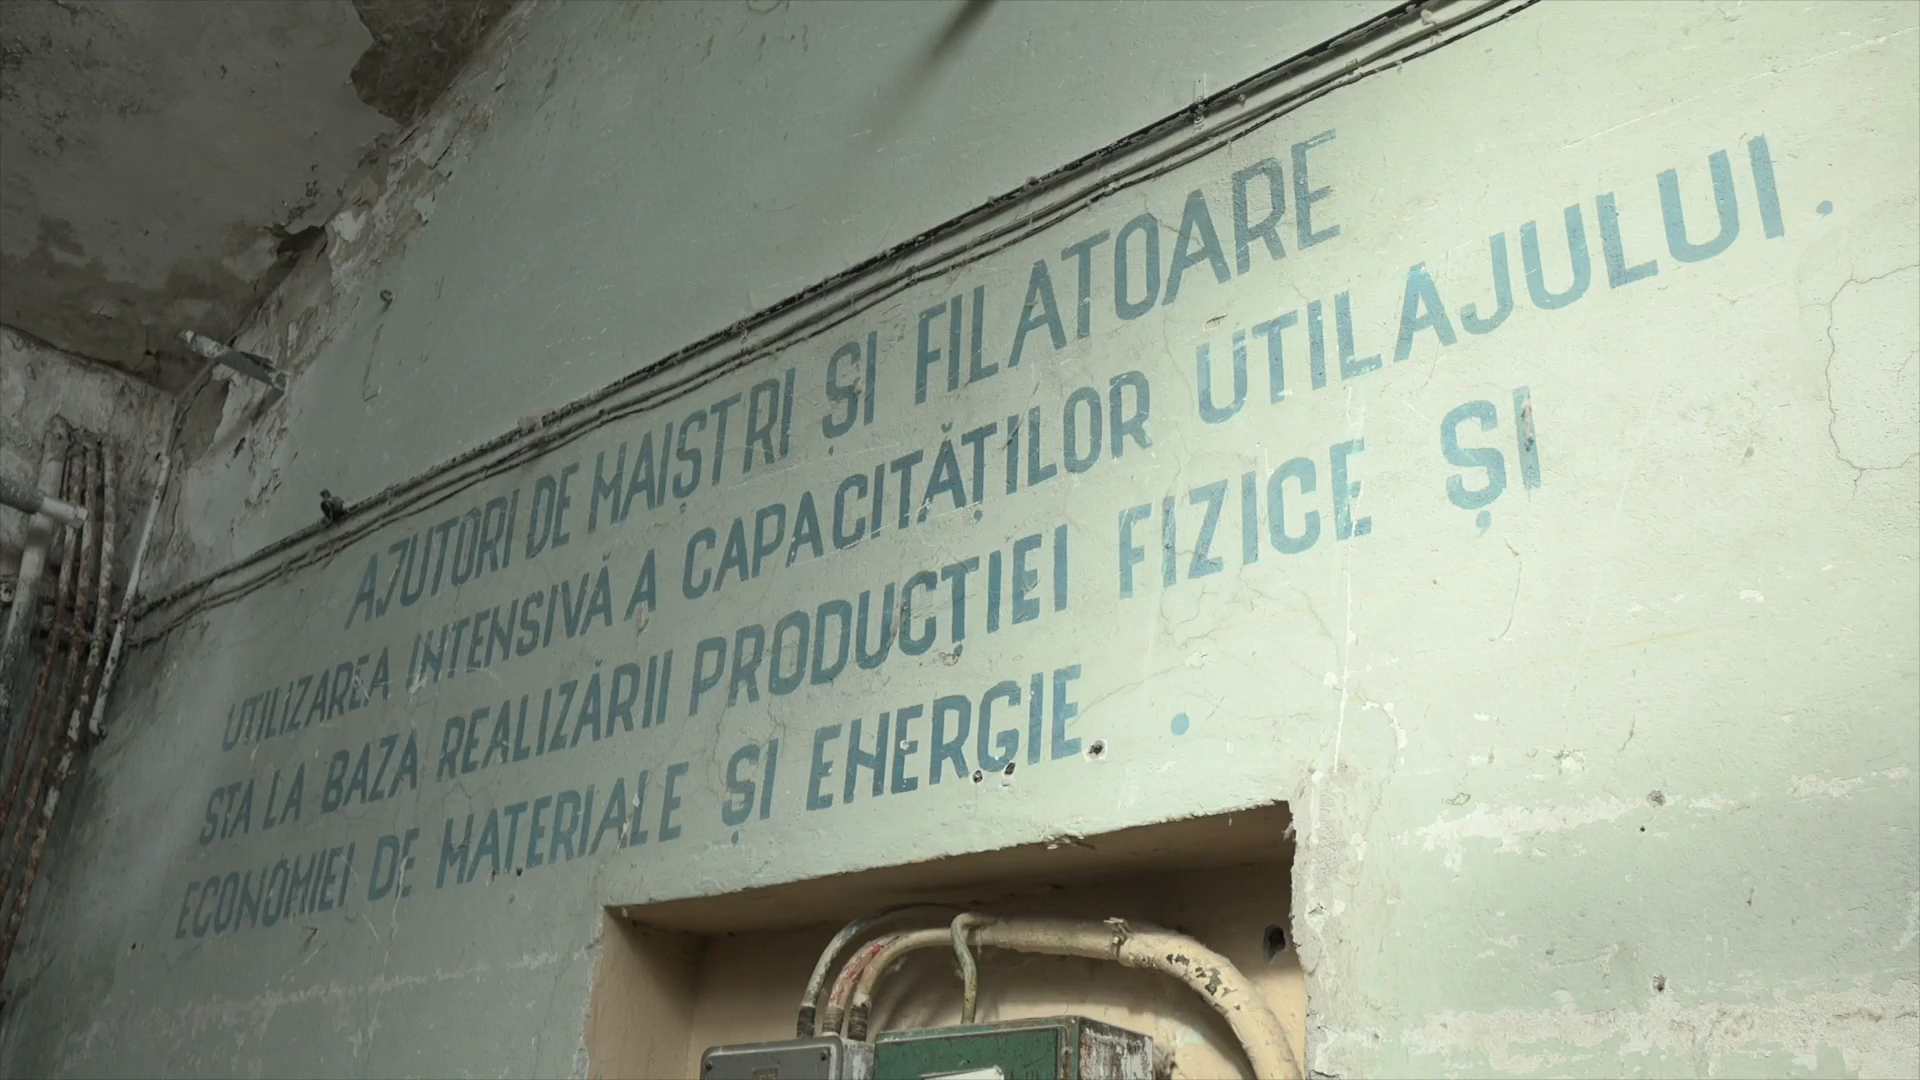 AJUTORI DE MAIȘTRI ȘI FILATOARE
UTILIZAREA INTENSIVĂ A CAPACITĂȚILOR UTILAJULUI.
STA LA BAZA REALIZĂRII PRODUCȚIEI FIZICE ȘI
ECONOMIEI DE MATERIALE ȘI ENERGIE.